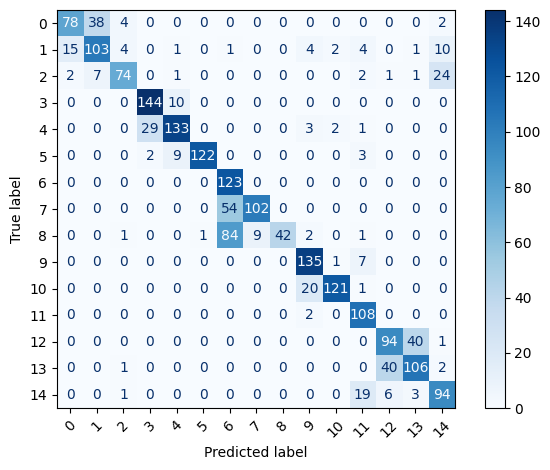 0 78 38 4 0 0 0 0 0 0 0 0 0 0 0 2
1 15 103 4 0 1 0 1 0 0 4 2 4 0 1 10
2 2 7 74 0 1 0 0 0 0 0 0 2 1 1 24
3 0 0 0 144 10 0 0 0 0 0 0 0 0 0 0
4 0 0 0 29 133 0 0 0 0 3 2 1 0 0 0
5 0 0 0 2 9 122 0 0 0 0 0 3 0 0 0
6 0 0 0 0 0 0 123 0 0 0 0 0 0 0 0
7 0 0 0 0 0 0 54 102 0 0 0 0 0 0 0
8 0 0 1 0 0 1 84 9 42 2 0 1 0 0 0
9 0 0 0 0 0 0 0 0 0 135 1 7 0 0 0
10 0 0 0 0 0 0 0 0 0 20 121 1 0 0 0
11 0 0 0 0 0 0 0 0 0 2 0 108 0 0 0
12 0 0 0 0 0 0 0 0 0 0 0 0 94 40 1
13 0 0 1 0 0 0 0 0 0 0 0 0 40 106 2
14 0 0 1 0 0 0 0 0 0 0 0 19 6 3 94
0 1 2 3 4 5 6 7 8 9 10 11 12 13 14
Predicted label
True label
140
120
100
80
60
40
20
0